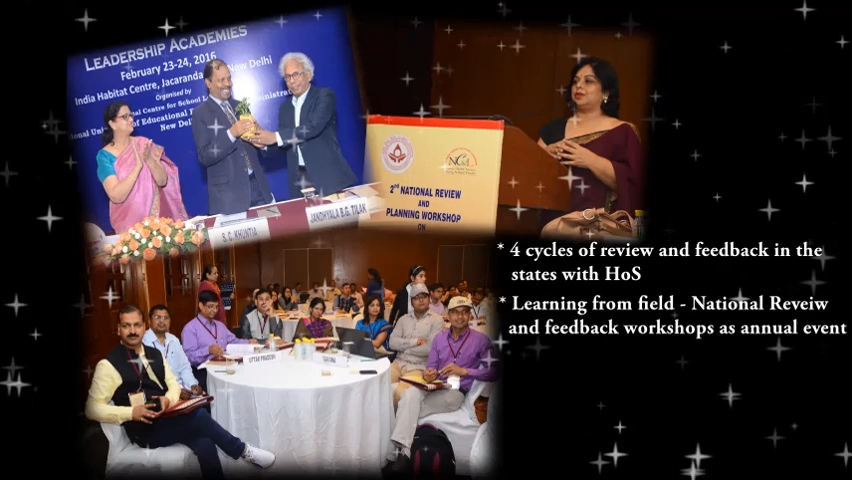 LEADERSHIP ACADEMIES
February 23-24, 2016
India Habitat Centre, Jacaranda New Delhi
Organised by
Centre for School
of Educational
New Delhi
S. C. KHUNTIA
JANDHYALA B.G. TILAK
2nd NATIONAL REVIEW
AND
PLANNING WORKSHOP
ON
* 4 cycles of review and feedback in the
states with HoS
* Learning from field - National Reveiw
and feedback workshops as annual event
UTTAR PRADESH